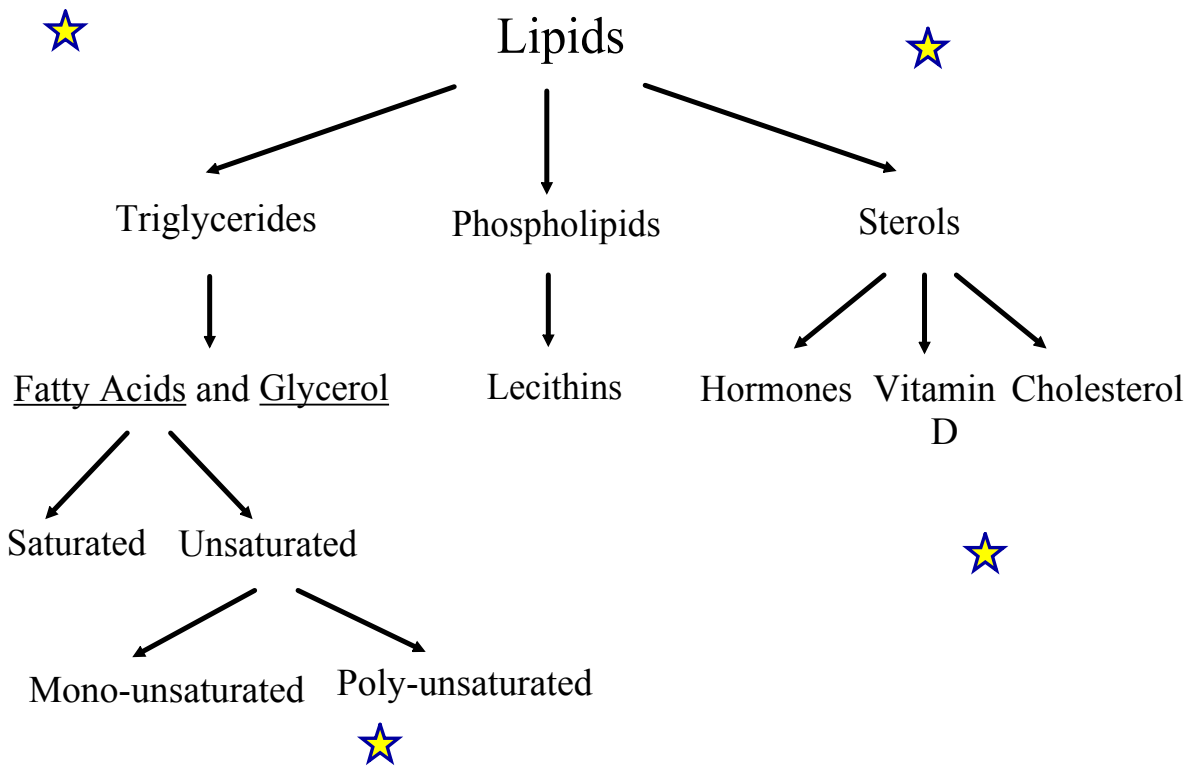 Lipids
Triglycerides
Phospholipids
Sterols
Fatty Acids and Glycerol
Lecithins
Hormones
Vitamin
D
Cholesterol
Saturated
Unsaturated
Mono-unsaturated
Poly-unsaturated